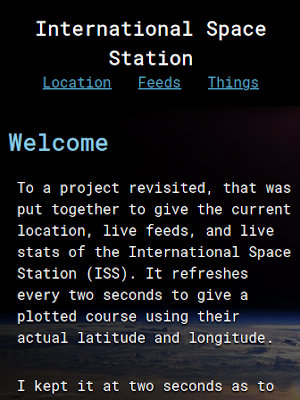 International Space
Station
Location Feeds Things
Welcome
To a project revisited, that was
put together to give the current
location, live feeds, and live
stats of the International Space
Station (ISS). It refreshes
every two seconds to give a
plotted course using their
actual latitude and longitude.
I kept it at two seconds as to